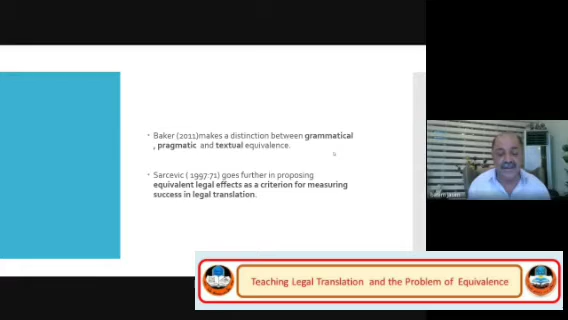 Baker (2011)makes a distinction between grammatical
, pragmatic and textual equivalence.
Sarcevic ( 1997:71) goes further in proposing
equivalent legal effects as a criterion for measuring
success in legal translation.
Teaching Legal Translation and the Problem of Equivalence